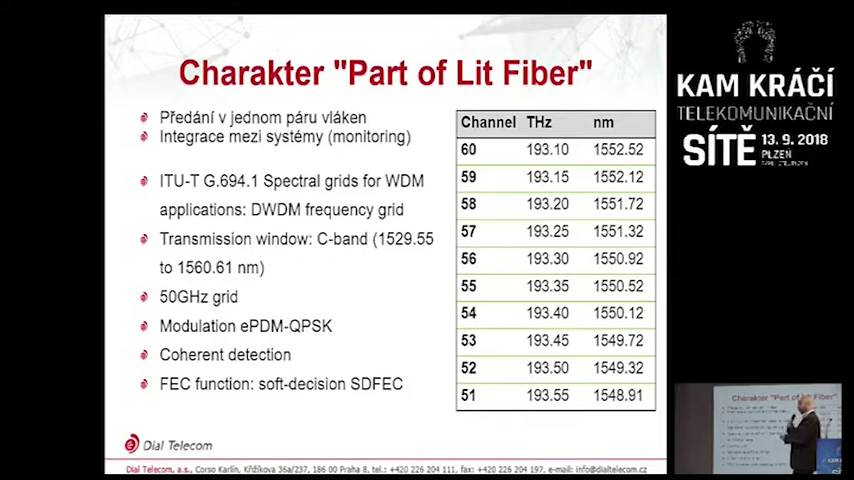 Charakter "Part of Lit Fiber"
Předání v jednom páru vláken
Integrace mezi systémy (monitoring)
ITU-T G.694.1 Spectral grids for WDM
applications: DWDM frequency grid
Transmission window: C-band (1529.55
to 1560.61 nm)
50GHz grid
Modulation ePDM-QPSK
Coherent detection
FEC function: soft-decision SDFEC
Channel THz nm
60 193.10 1552.52
59 193.15 1552.12
58 193.20 1551.72
57 193.25 1551.32
56 193.30 1550.92
55 193.35 1550.52
54 193.40 1550.12
53 193.45 1549.72
52 193.50 1549.32
51 193.55 1548.91
Dial Telecom
Dial Telecom, a.s., Corso Karlín, Křižíkova 36a/237, 186 00 Praha 8, tel.: +420 226 204 111, fax: +420 226 204 197, e-mail: info@dialtelecom.cz
KAM KRÁČÍ
TELEKOMUNIKAČNÍ
SÍTĚ 13. 9. 2018
PLZEŇ
Charakter "Part of Lit Fiber"